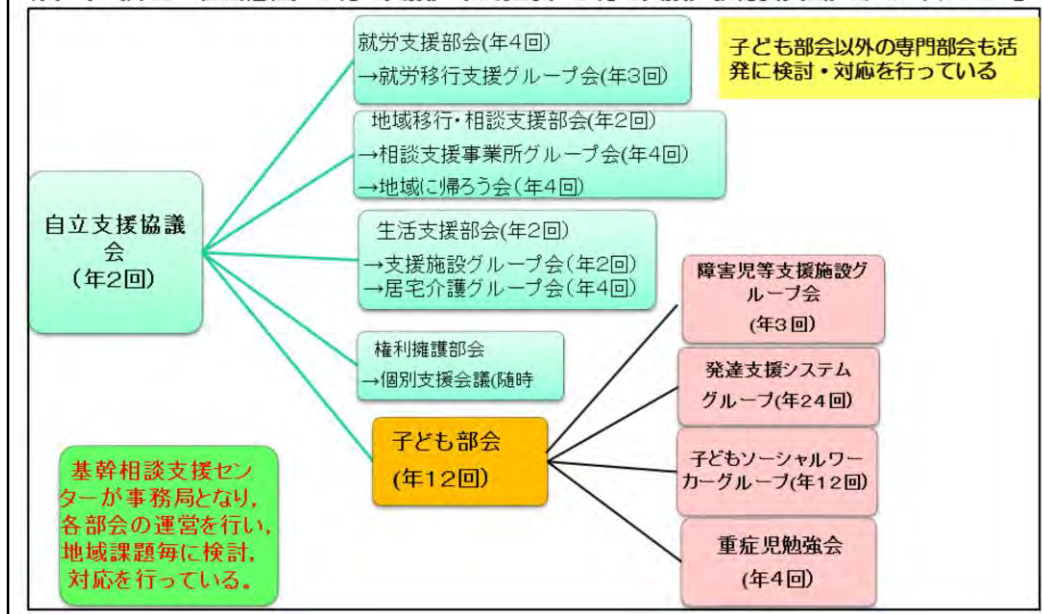 就労支援部会(年4回)
→就労移行支援グループ会(年3回)
子ども部会以外の専門部会も活
発に検討・対応を行っている
地域移行・相談支援部会(年2回)
→相談支援事業所グループ会(年4回)
→地域に帰ろう会(年4回)
自立支援協議
会
(年2回)
生活支援部会(年2回)
→支援施設グループ会(年2回)
→居宅介護グループ会(年4回)
権利擁護部会
→個別支援会議(随時
子ども部会
(年12回)
障害児等支援施設グ
ループ会
(年3回)
発達支援システム
グループ(年24回)
子どもソーシャルワー
カーグループ(年12回)
重症児勉強会
(年4回)
基幹相談支援セン
ターが事務局となり,
各部会の運営を行い,
地域課題毎に検討,
対応を行っている。